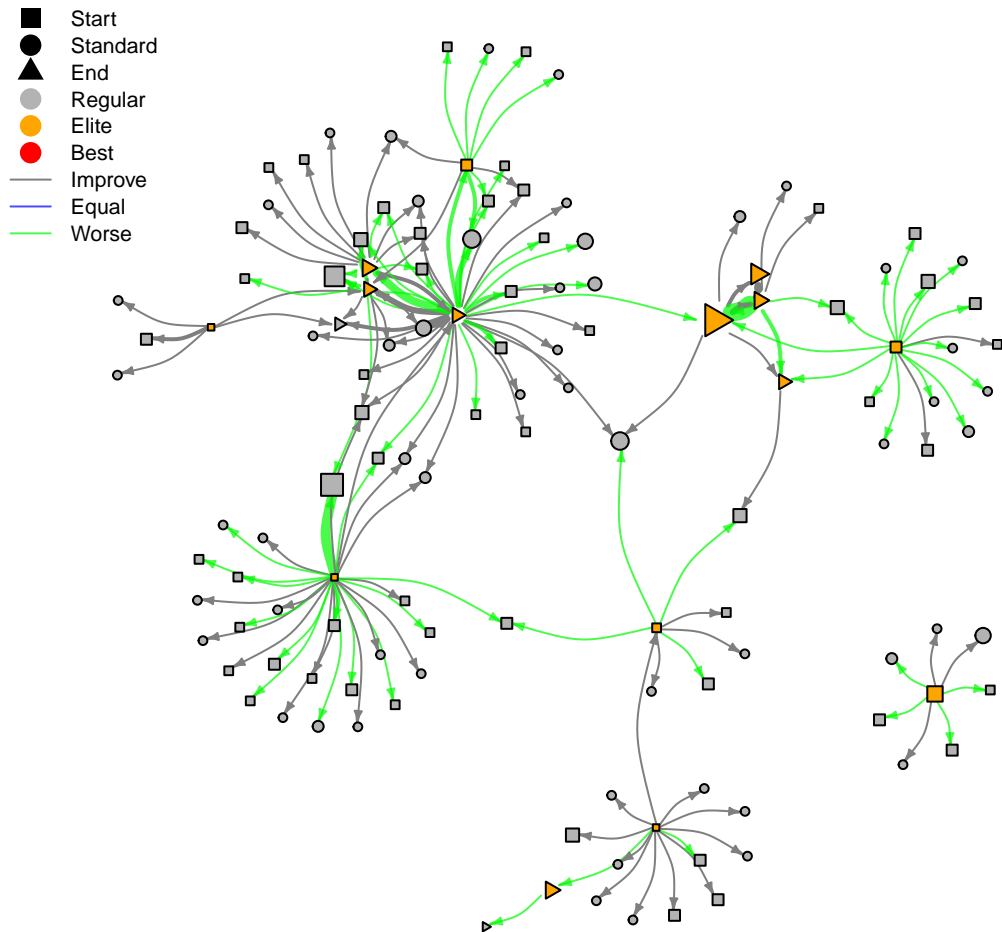 Start
Standard
End
Regular
Elite
Best
Improve
Equal
Worse